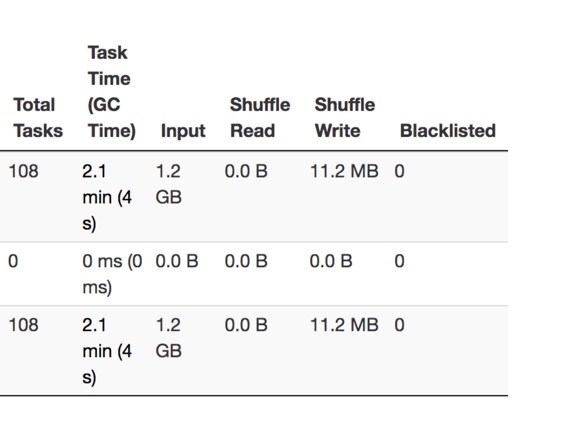 Task
Time
Total (GC Shuffle Shuffle
Tasks Time) Input Read Write Blacklisted
108 2.1 1.2 0.0 B 11.2 MB 0
min (4 GB
s)
0 0 ms (0 0.0 B 0.0 B 0.0 B 0
ms)
108 2.1 1.2 0.0 B 11.2 MB 0
min (4 GB
s)